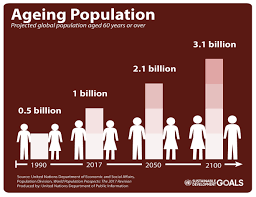 Ageing Population
Projected global population aged 60 years or over
3.1 billion
2.1 billion
1 billion
0.5 billion
1990 2017 2050 2100
Source: United Nations Department of Economic and Social Affairs,
Population Division, World Population Prospects: The 2017 Revision
Produced by: United Nations Department of Public Information
SUSTAINABLE
DEVELOPMENT
GOALS